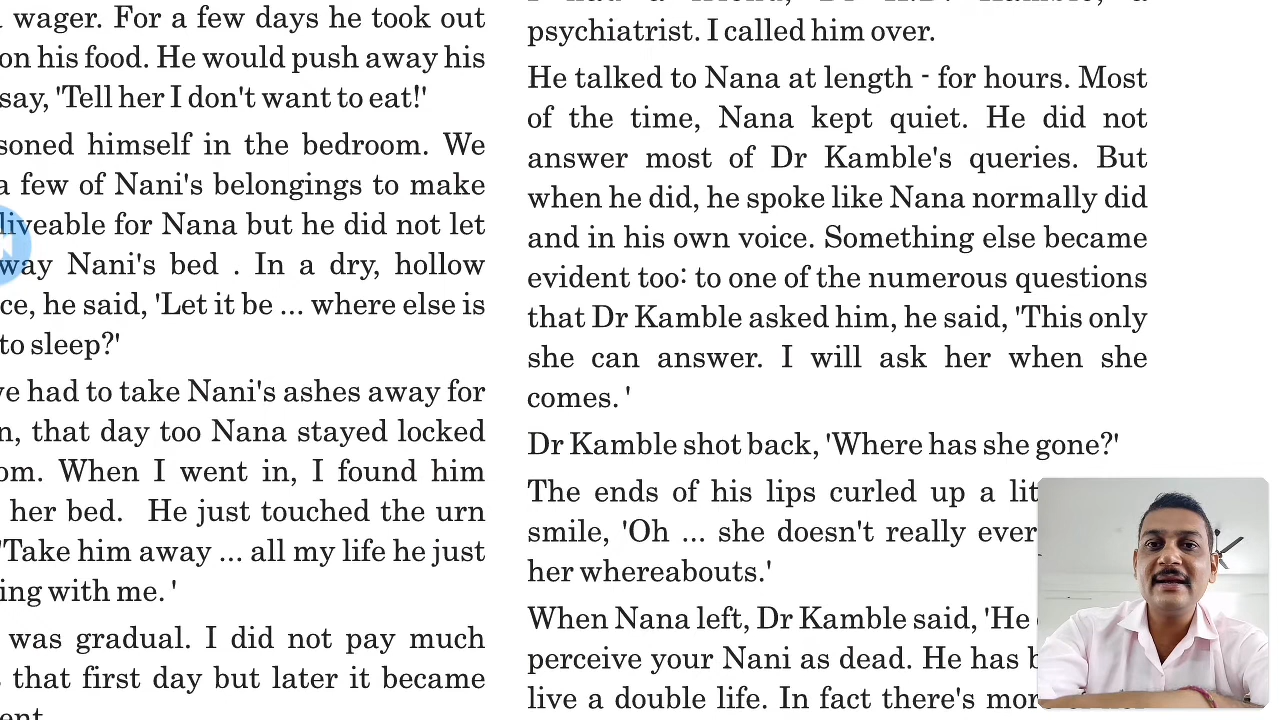 wager. For a few days he took out
on his food. He would push away his
say, 'Tell her I don't want to eat!'
himself in the bedroom. We
a few of Nani's belongings to make
liveable for Nana but he did not let
Nani's bed . In a dry, hollow
he said, 'Let it be ... where else is
to sleep?'
had to take Nani's ashes away for
that day too Nana stayed locked
When I went in, I found him
her bed. He just touched the urn
'Take him away ... all my life he just
with me. '
was gradual. I did not pay much
that first day but later it became
psychiatrist. I called him over.
He talked to Nana at length - for hours. Most
of the time, Nana kept quiet. He did not
answer most of Dr Kamble's queries. But
when he did, he spoke like Nana normally did
and in his own voice. Something else became
evident too: to one of the numerous questions
that Dr Kamble asked him, he said, 'This only
she can answer. I will ask her when she
comes. '
Dr Kamble shot back, 'Where has she gone?'
The ends of his lips curled up a
smile, 'Oh ... she doesn't really ever
her whereabouts.'
When Nana left, Dr Kamble said, 'He
perceive your Nani as dead. He has
live a double life. In fact there's